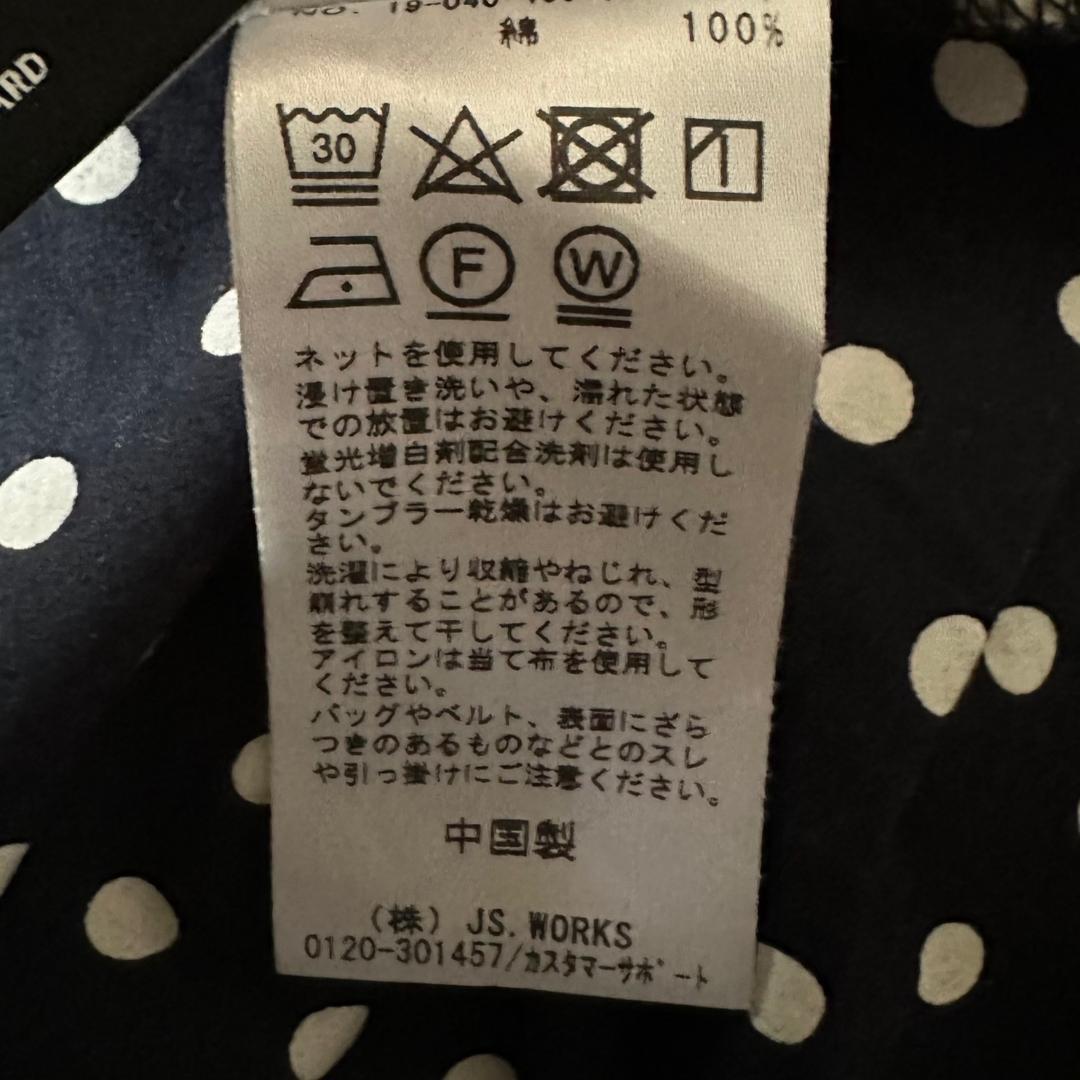 ARD
NO. 19-040
綿 100%
30
F W
ネットを使用してください。
浸け置き洗いや、濡れた状態
での放置はお避けください。
蛍光増白剤配合洗剤は使用し
ないでください。
タンブラー乾燥はお避けくだ
さい。
洗濯により収縮やねじれ、型
崩れすることがあるので、形
を整えて干してください。
アイロンは当て布を使用して
ください。
バッグやベルト、表面にざら
つきのあるものなどとのスレ
や引っ掛けにご注意ください。
中国製
(株) JS.WORKS
0120-301457/カスタマーサポート